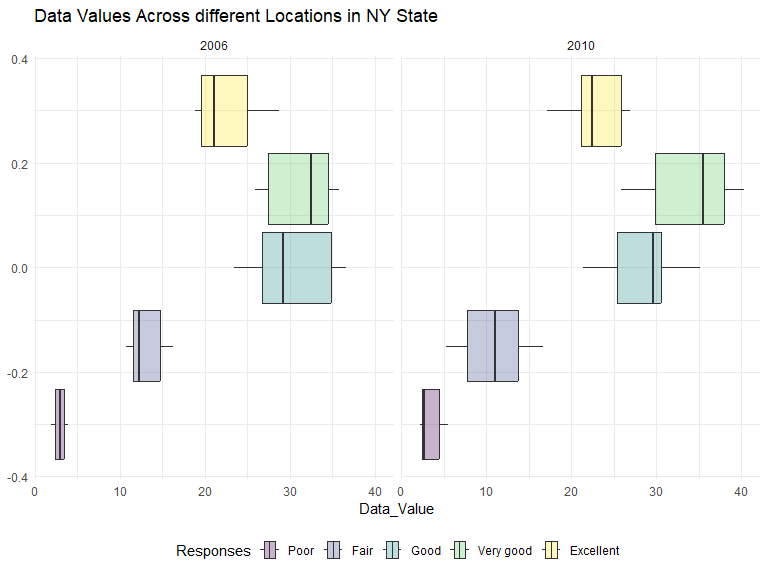 Data Values Across different Locations in NY State
2006 2010
0.4
0.2
0.0
-0.2
-0.4
0 10 20 30 40 0 10 20 30 40
Data_Value
Responses Poor Fair Good Very good Excellent